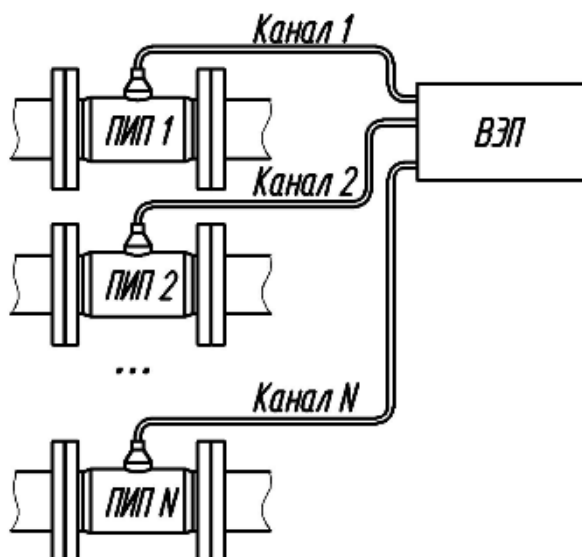 Канал 1
ПИП 1
ВЭП
Канал 2
ПИП 2
...
Канал N
ПИП N